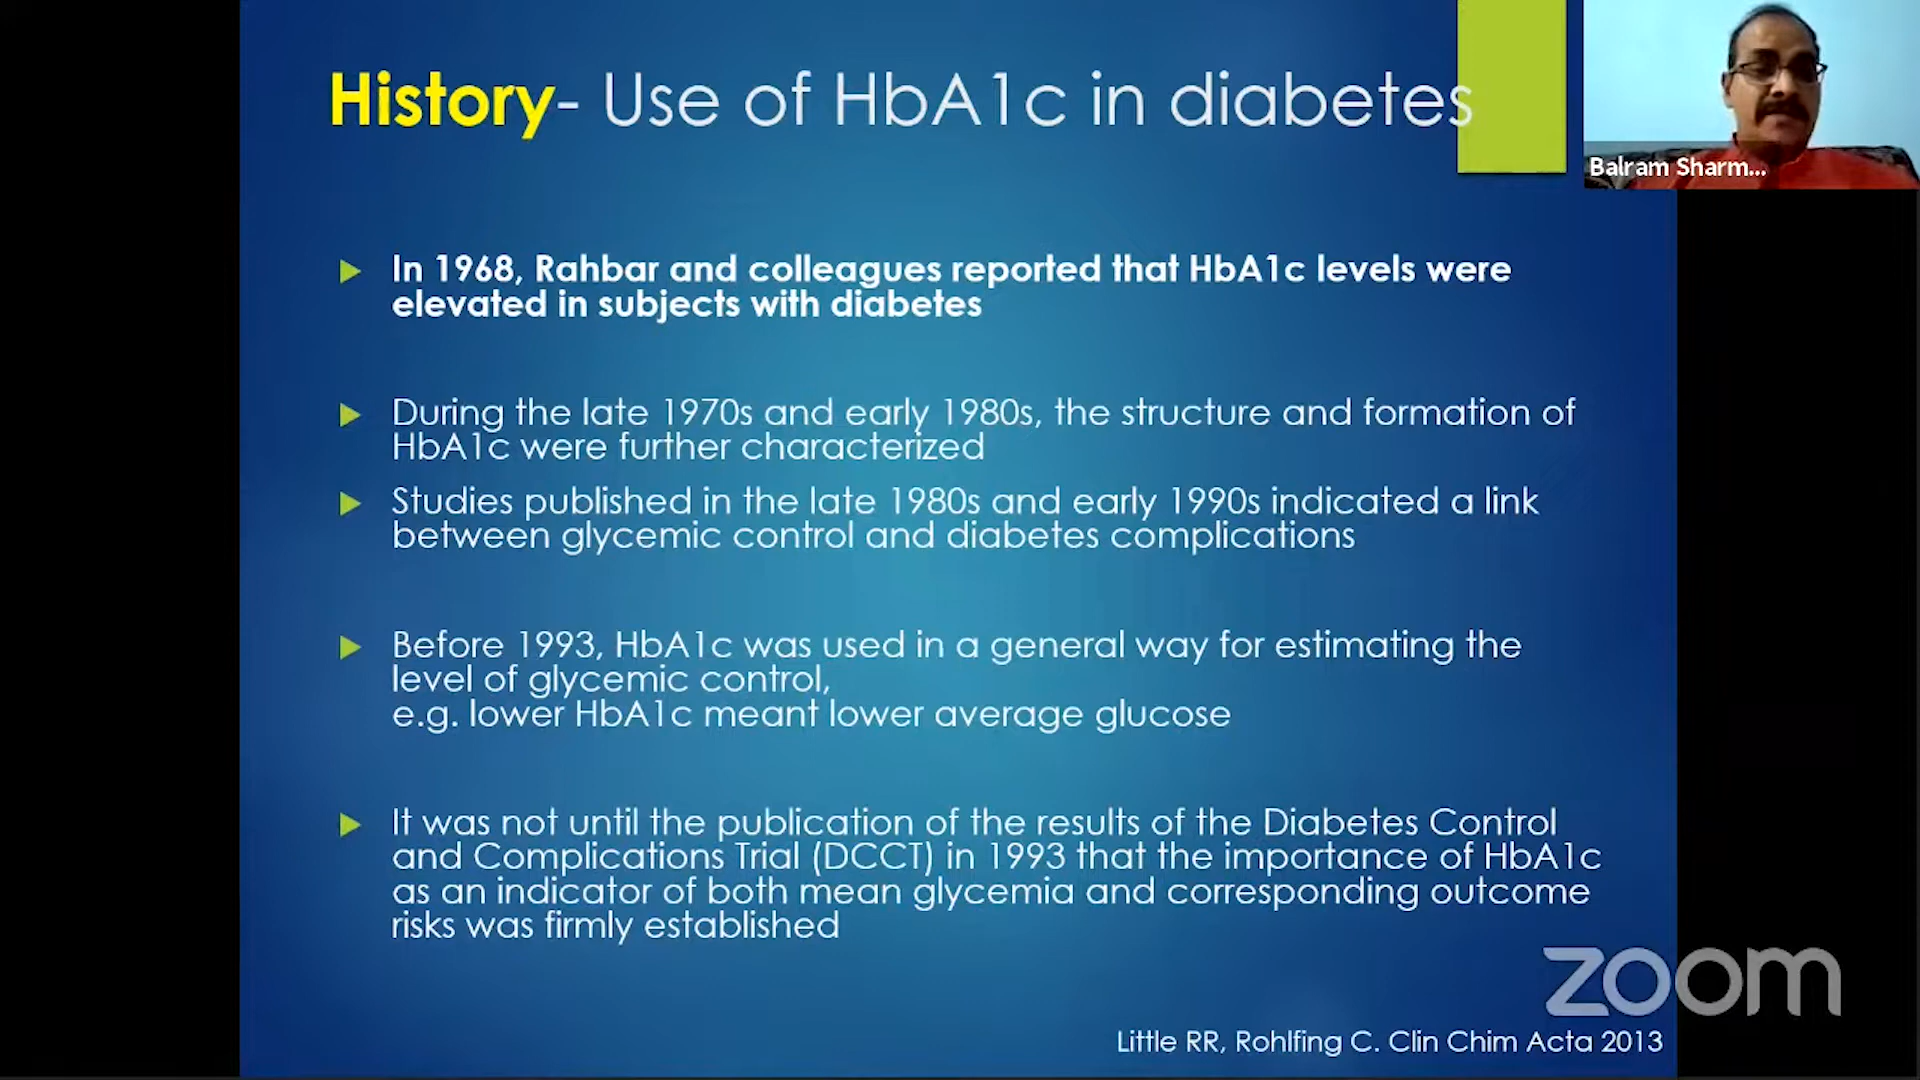 History- Use of HbA1c in diabetes
Balram Sharm...
In 1968, Rahbar and colleagues reported that HbA1c levels were
elevated in subjects with diabetes
During the late 1970s and early 1980s, the structure and formation of
HbA1c were further characterized
Studies published in the late 1980s and early 1990s indicated a link
between glycemic control and diabetes complications
Before 1993, HbA1c was used in a general way for estimating the
level of glycemic control,
e.g. lower HbA1c meant lower average glucose
It was not until the publication of the results of the Diabetes Control
and Complications Trial (DCCT) in 1993 that the importance of HbA1c
as an indicator of both mean glycemia and corresponding outcome
risks was firmly established
zoom
Little RR, Rohlfing C. Clin Chim Acta 2013